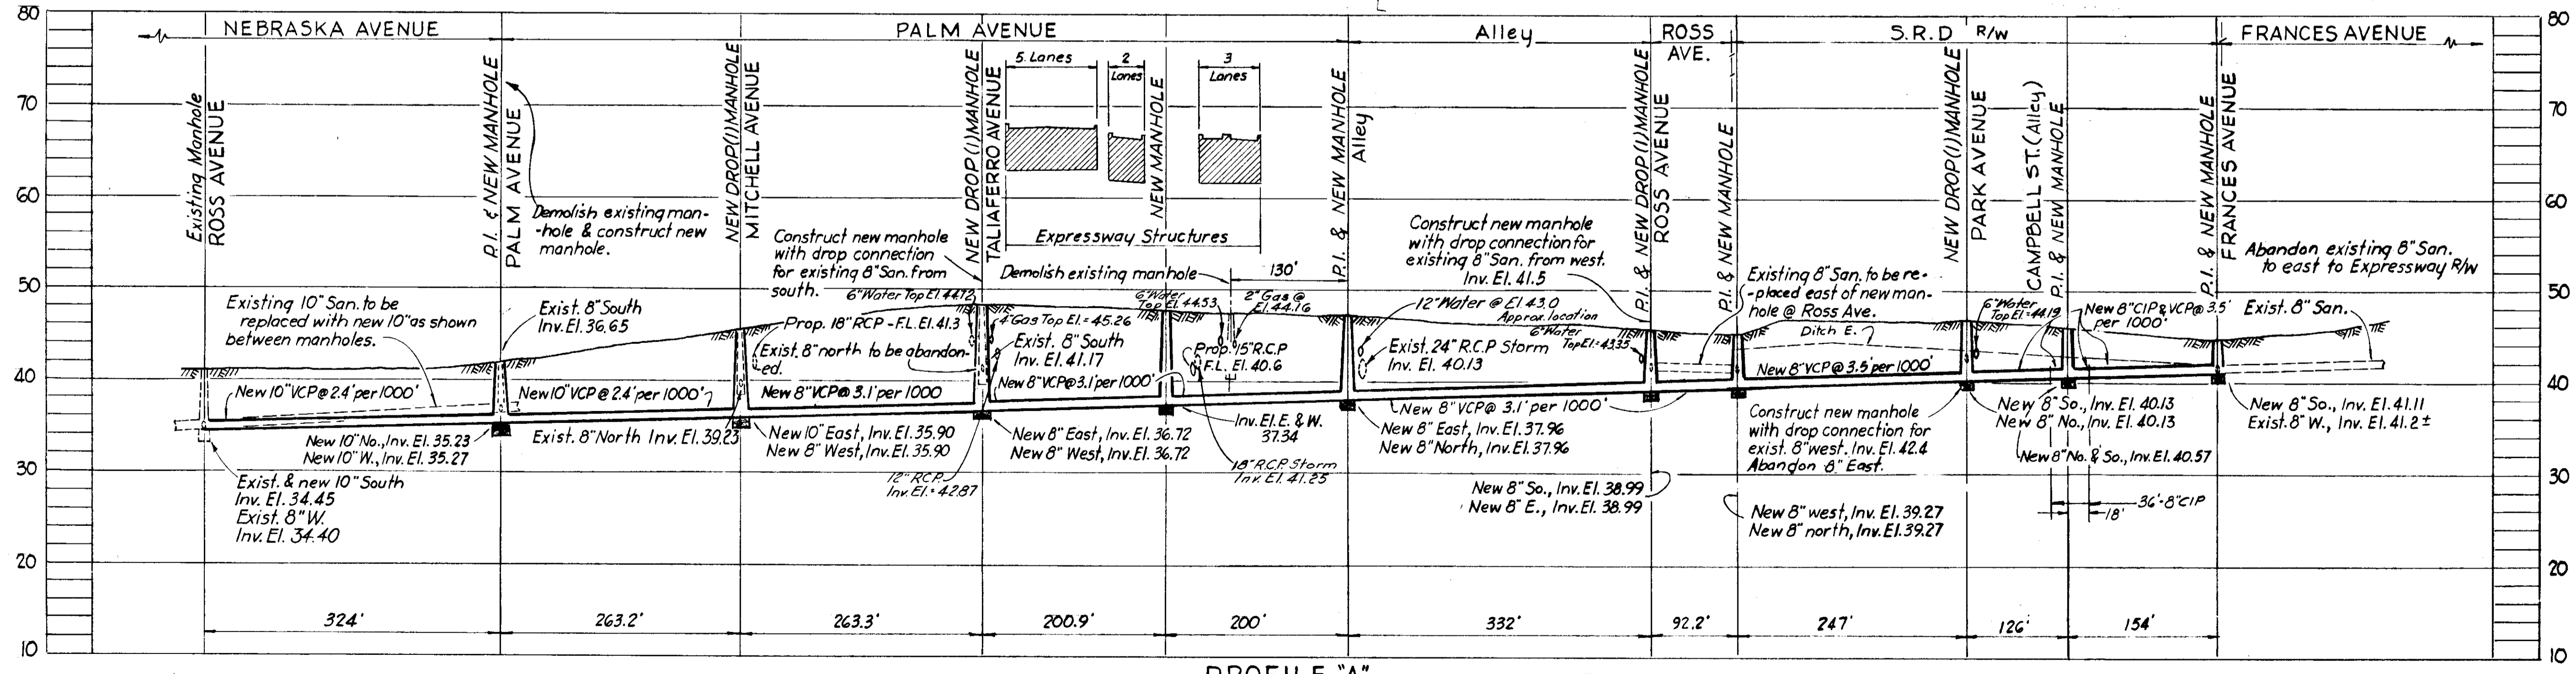 80
NEBRASKA AVENUE
PALM AVENUE
Alley
ROSS
AVE.
S.R.D R/W
FRANCES AVENUE
80
70
60
50
40
30
20
10
70
60
50
40
30
20
10
Existing Manhole
ROSS AVENUE
P.I. & NEW MANHOLE
PALM AVENUE
Demolish existing man-
-hole & construct new
manhole.
NEW DROP(1)MANHOLE
MITCHELL AVENUE
NEW DROP(1)MANHOLE
TALIAFERRO AVENUE
5 Lanes
2
Lanes
3
Lanes
NEW MANHOLE
Expressway Structures
P.I. & NEW MANHOLE
Alley
P.I. & NEW DROP(1)MANHOLE
ROSS AVENUE
P.I & NEW MANHOLE
NEW DROP(1)MANHOLE
PARK AVENUE
CAMPBELL ST.(Alley)
P.I. & NEW MANHOLE
P.I. & NEW MANHOLE
FRANCES AVENUE
Construct new manhole
with drop connection
for existing 8" San. from
south.
6" Water Top El. 44.72
Demolish existing manhole
130'
Construct new manhole
with drop connection for
existing 8" San. from west.
Inv. El. 41.5
Existing 8" San. to be re-
-placed east of new man-
hole @ Ross Ave.
Abandon existing 8" San.
to east to Expressway R/W
Existing 10" San. to be
replaced with new 10" as shown
between manholes.
Exist. 8" South
Inv. El. 36.65
Prop. 18" RCP - F.L. El. 41.3
Exist. 8" north to be abandon-
ed.
4" Gas Top El. = 45.26
Exist. 8" South
Inv. El. 41.17
6" Water
Top El. 44.53
2" Gas @
El. 44.16
Prop. 15" R.C.P
F.L. El. 40.6
12" Water @ El. 43.0
Approx. location
Exist. 24" R.C.P Storm
Inv. El. 40.13
6" Water
Top El. = 43.35
Ditch E.
6" Water
Top El. = 44.19
New 8" CIP & VCP @ 3.5'
per 1000'
Exist. 8" San.
New 10" VCP @ 2.4' per 1000'
New 10" VCP @ 2.4' per 1000'
New 8" VCP @ 3.1' per 1000
New 8" VCP @ 3.1' per 1000'
New 8" VCP @ 3.1' per 1000'
New 8" VCP @ 3.5' per 1000'
New 10" No., Inv. El. 35.23
New 10" W., Inv. El. 35.27
Exist. 8" North Inv. El. 39.23
New 10" East, Inv. El. 35.90
New 8" West, Inv. El. 35.90
New 8" East, Inv. El. 36.72
New 8" West, Inv. El. 36.72
Inv. El. E. & W.
37.34
New 8" East, Inv. El. 37.96
New 8" North, Inv. El. 37.96
Construct new manhole
with drop connection for
exist. 8" west. Inv. El. 42.4
Abandon 8" East.
New 8" So., Inv. El. 40.13
New 8" No., Inv. El. 40.13
New 8" No. & So., Inv. El. 40.57
New 8" So., Inv. El. 41.11
Exist. 8" W., Inv. El. 41.2±
Exist. & new 10" South
Inv. El. 34.45
Exist. 8" W.
Inv. El. 34.40
12" RCP
Inv. El. = 42.87
18" R.C.P. Storm
Inv. El. 41.25
New 8" So., Inv. El. 38.99
New 8" E., Inv. El. 38.99
New 8" west, Inv. El. 39.27
New 8" north, Inv. El. 39.27
36'-8" CIP
18'
324'
263.2'
263.3'
200.9'
200'
332'
92.2'
247'
126'
154'
PROFILE "A"